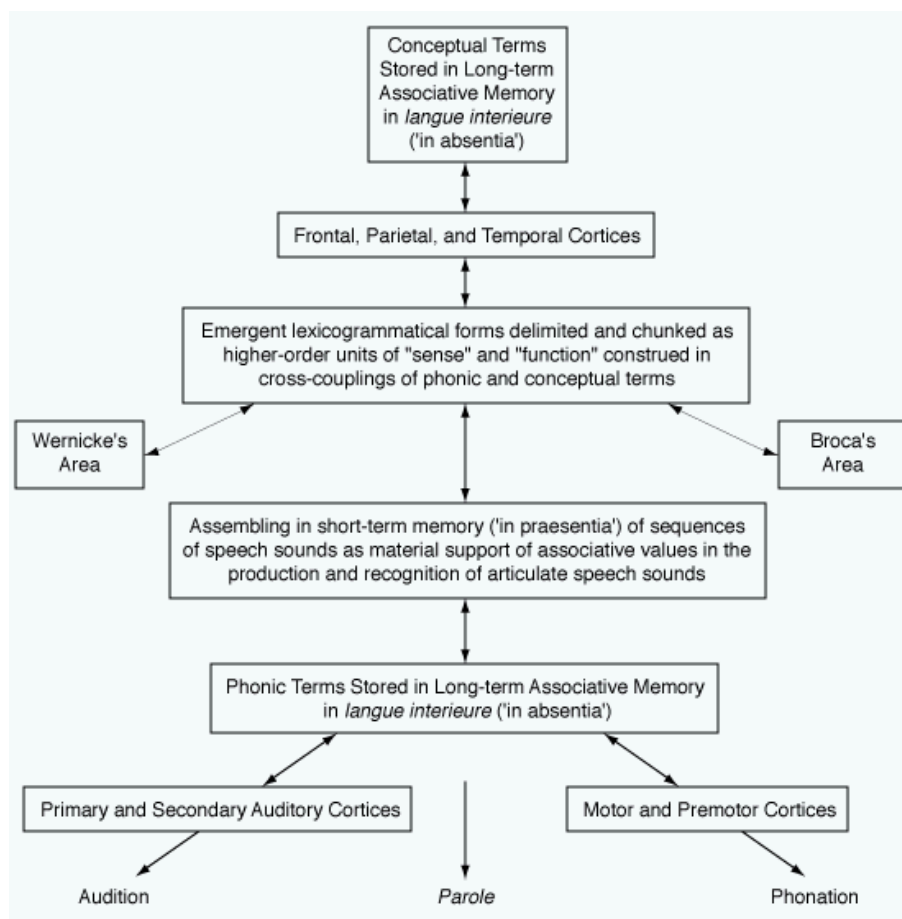 Conceptual Terms
Stored in Long-term
Associative Memory
in langue interieure
('in absentia')
Frontal, Parietal, and Temporal Cortices
Emergent lexicogrammatical forms delimited and chunked as
higher-order units of "sense" and "function" construed in
cross-couplings of phonic and conceptual terms
Wernicke's
Area
Broca's
Area
Assembling in short-term memory ('in praesentia') of sequences
of speech sounds as material support of associative values in the
production and recognition of articulate speech sounds
Phonic Terms Stored in Long-term Associative Memory
in langue interieure ('in absentia')
Primary and Secondary Auditory Cortices
Motor and Premotor Cortices
Audition
Parole
Phonation